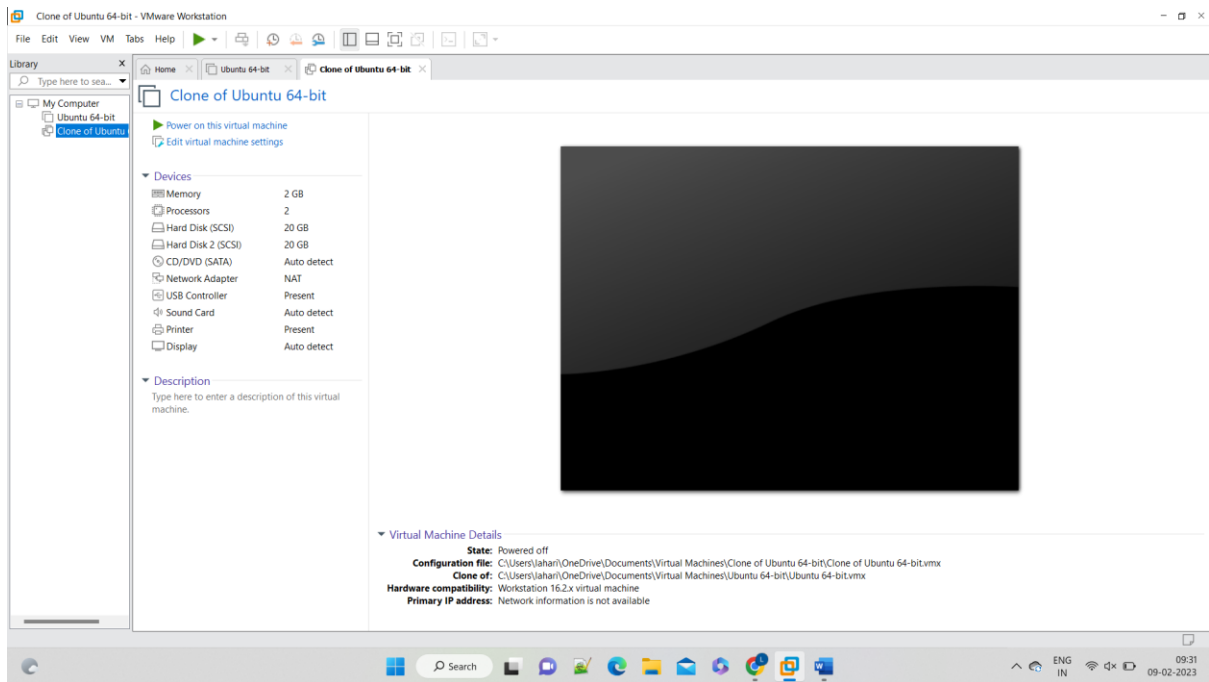 Clone of Ubuntu 64-bit - VMware Workstation
File Edit View VM Tabs Help
Library X
Type here to sea...
My Computer
Ubuntu 64-bit
Clone of Ubuntu
Home Ubuntu 64-bit Clone of Ubuntu 64-bit
Clone of Ubuntu 64-bit
Power on this virtual machine
Edit virtual machine settings
Devices
Memory 2 GB
Processors 2
Hard Disk (SCSI) 20 GB
Hard Disk 2 (SCSI) 20 GB
CD/DVD (SATA) Auto detect
Network Adapter NAT
USB Controller Present
Sound Card Auto detect
Printer Present
Display Auto detect
Description
Type here to enter a description of this virtual
machine.
Virtual Machine Details
State: Powered off
Configuration file: C:\Users\lahari\OneDrive\Documents\Virtual Machines\Clone of Ubuntu 64-bit\Clone of Ubuntu 64-bit.vmx
Clone of: C:\Users\lahari\OneDrive\Documents\Virtual Machines\Ubuntu 64-bit\Ubuntu 64-bit.vmx
Hardware compatibility: Workstation 16.2.x virtual machine
Primary IP address: Network information is not available
Search
ENG
IN
09:31
09-02-2023